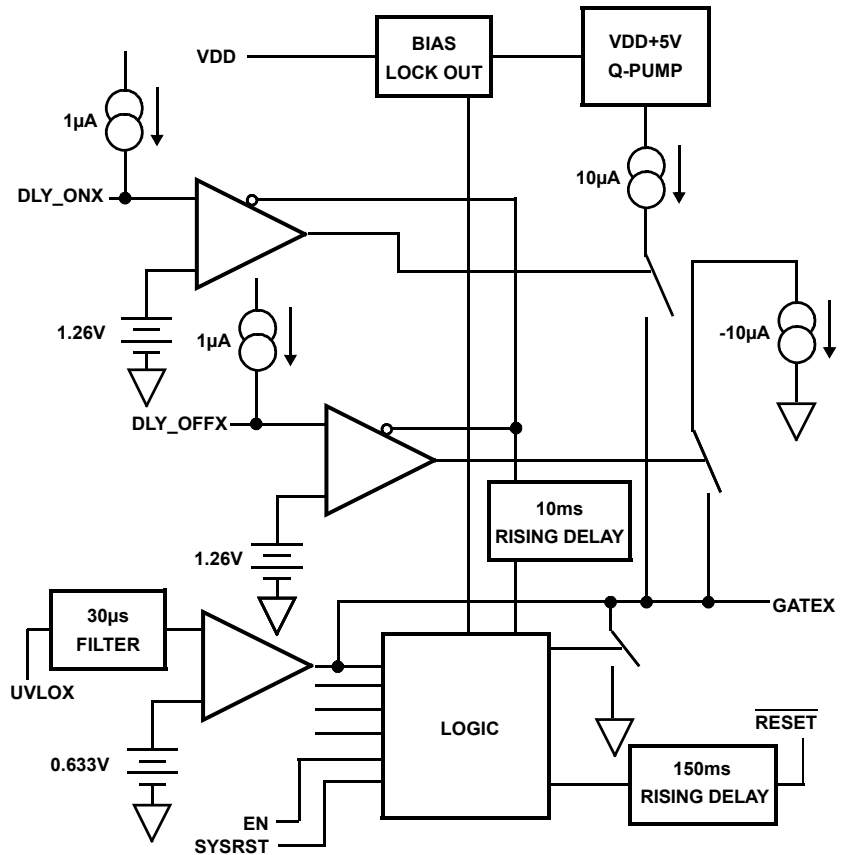 VDD
BIAS
LOCK OUT
VDD+5V
Q-PUMP
1µA
10µA
DLY_ONX
1.26V
1µA
-10µA
DLY_OFFX
10ms
RISING DELAY
1.26V
30µs
FILTER
GATEX
UVLOX
LOGIC
RESET
0.633V
150ms
RISING DELAY
EN
SYSRST